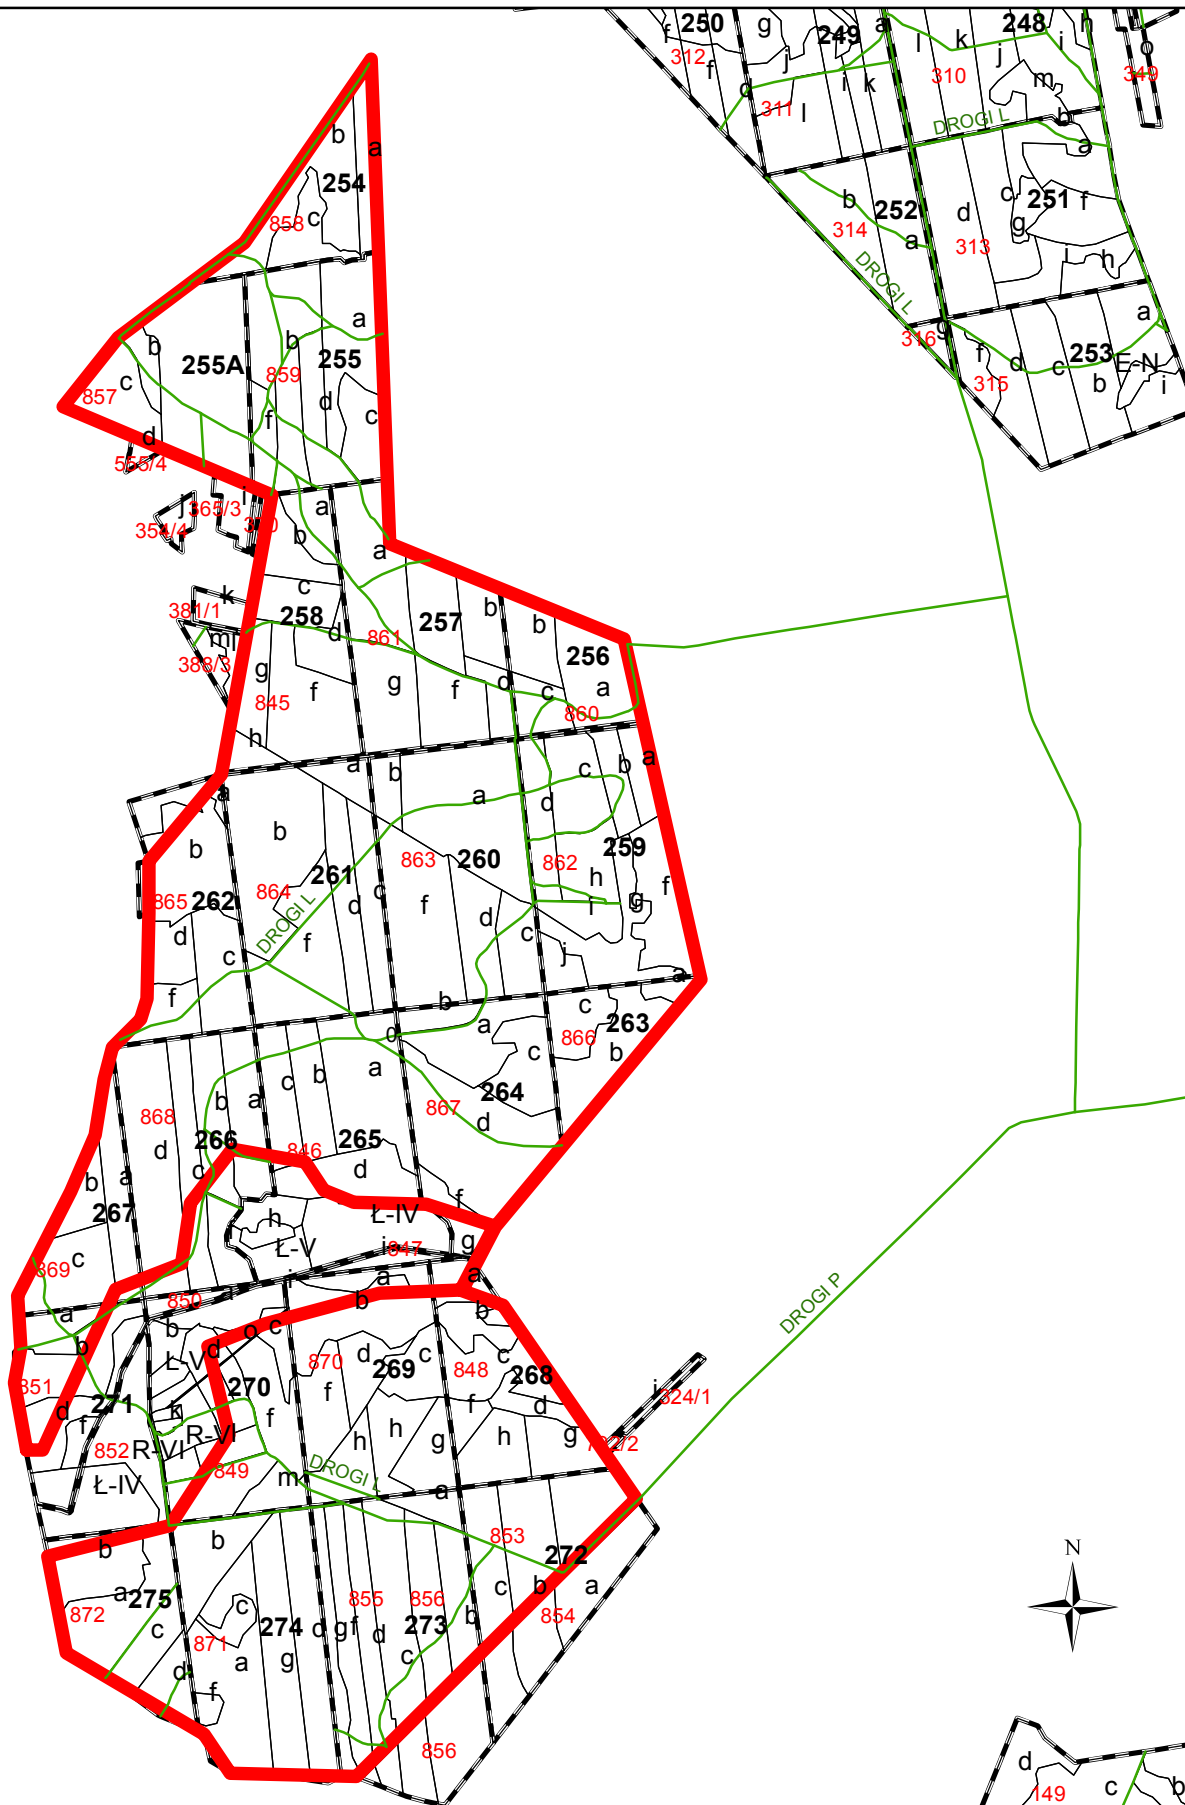 250 g 249 a l k 248 i h o
f 312 f d j i k 310 j m 349
311 l DROGI L b
b a a
254 252 c 251 f
b d g
858 c 314 a 313 l h
DROGI L
a a
b b 255 316 g f d 253 E-N
255A 859 315 c b i
857 c d c
f
d
555/4
j 365/3 i a
354/4 b
a
k c
381/1 258 257 b b
m l d 861 256
388/3 g g f c a
845 f d 860
h
a b a c b a
a d
b b
862 259
261 863 260 h
865 262 864 d c f d g f
DROGI L i
d f c j
c
f b a
a c 263
0 866 b
c b a c
b a 264
868 867 d
266 846 265
b a d c d
267 h Ł-IV f
869 c Ł-V i 847 g
850 a i a a
a b b
b b d o c
Ł-V 870 d 269 c 848 c 268
851 270 f f d i 324/1
d 271 k f h g h g 702/2
f R-VI R-VI
852 849 DROGI L
Ł-IV m a DROGI P
b b 853 272
a 275 855 856 c b a N
872 c c 274 d g f d 273 b 854
871 a g c
d f
856
d
149 c b